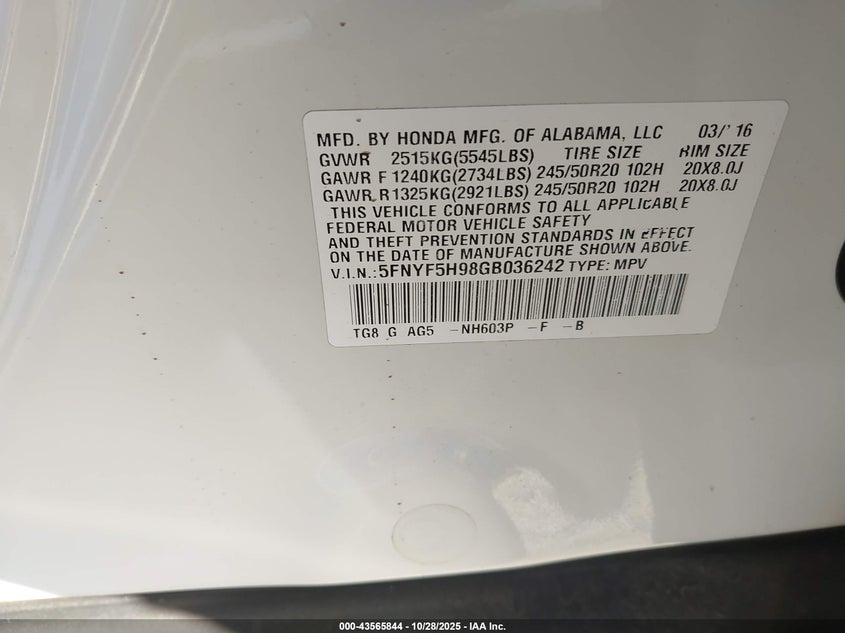 MFD. BY HONDA MFG. OF ALABAMA, LLC 03/' 16
GVWR 2515KG(5545LBS) TIRE SIZE RIM SIZE
GAWR F 1240KG(2734LBS) 245/50R20 102H 20X8.0J
GAWR R 1325KG(2921LBS) 245/50R20 102H 20X8.0J
THIS VEHICLE CONFORMS TO ALL APPLICABLE
FEDERAL MOTOR VEHICLE SAFETY
AND THEFT PREVENTION STANDARDS IN EFFECT
ON THE DATE OF MANUFACTURE SHOWN ABOVE.
V.I.N.: 5FNYF5H98GB036242 TYPE: MPV
TG8 G AG5 -NH603P -F -B
000-43565844 | 10/28/2025 - IAA Inc.